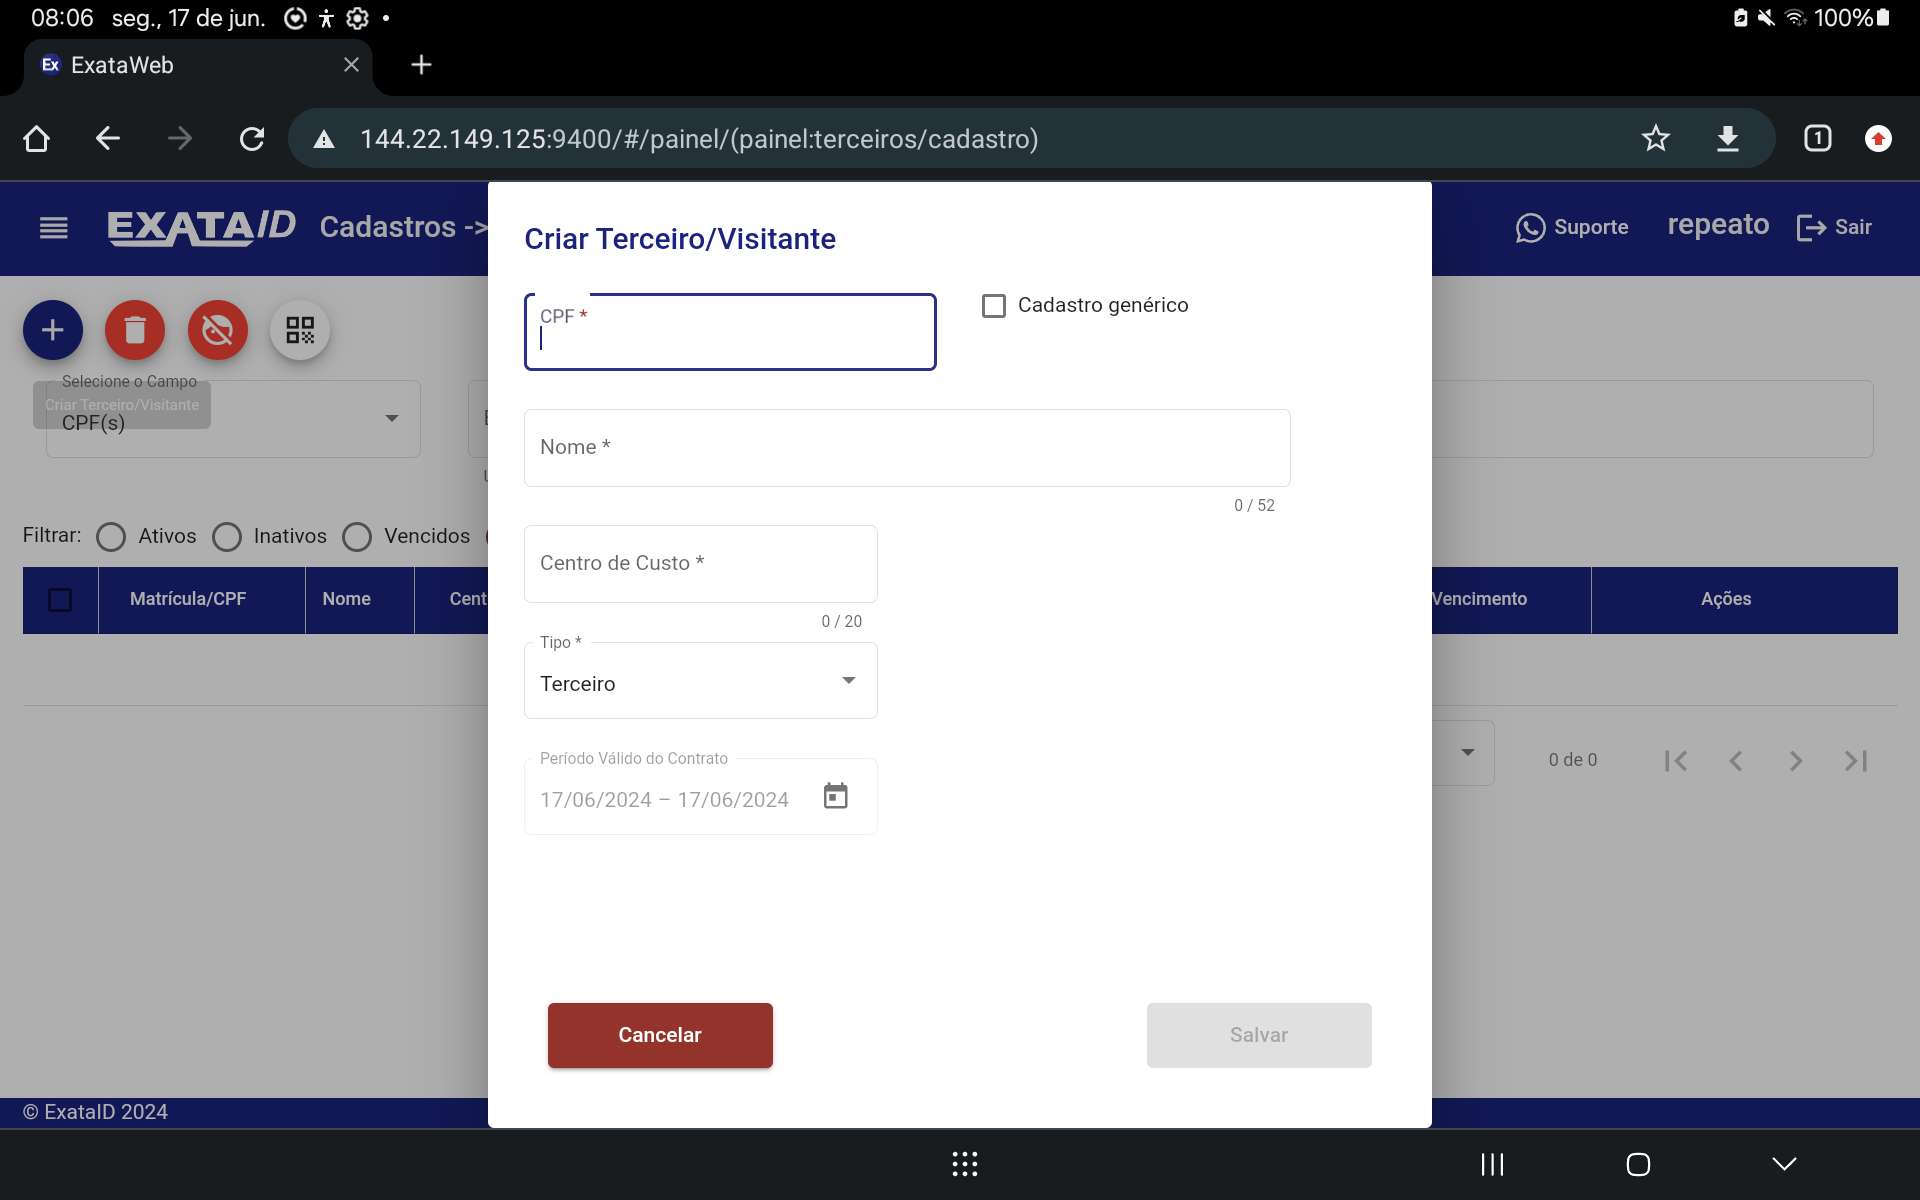 08:06 seg., 17 de jun.
100%
Ex ExataWeb
144.22.149.125:9400/#/painel/(painel:terceiros/cadastro)
1
EXATAID
Cadastros ->
Suporte
repeato
Sair
Criar Terceiro/Visitante
CPF *
Cadastro genérico
Selecione o Campo
Criar Terceiro/Visitante
CPF(s)
Nome *
0 / 52
Filtrar: Ativos Inativos Vencidos
Centro de Custo *
0 / 20
Matrícula/CPF Nome Cent Vencimento Ações
Tipo *
Terceiro
Período Válido do Contrato
17/06/2024 – 17/06/2024
0 de 0
Cancelar
Salvar
© ExataID 2024